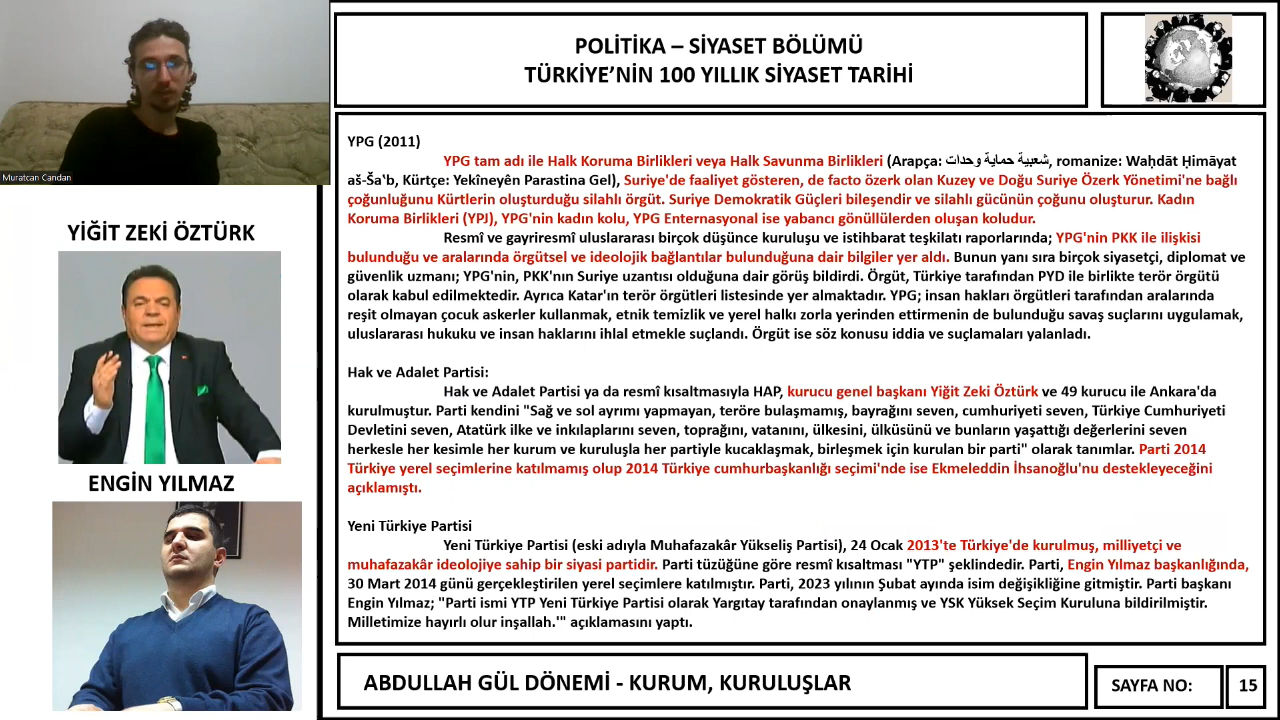 Muratcan Candan
YİĞİT ZEKİ ÖZTÜRK
ENGİN YILMAZ
POLİTİKA – SİYASET BÖLÜMÜ
TÜRKİYE’NİN 100 YILLIK SİYASET TARİHİ
YPG (2011)
YPG tam adı ile Halk Koruma Birlikleri veya Halk Savunma Birlikleri (Arapça: شعبية حماية وحدات, romanize: Waḥdāt Ḥimāyat
aš-Ša‛b, Kürtçe: Yekîneyên Parastina Gel), Suriye'de faaliyet gösteren, de facto özerk olan Kuzey ve Doğu Suriye Özerk Yönetimi'ne bağlı
çoğunluğunu Kürtlerin oluşturduğu silahlı örgüt. Suriye Demokratik Güçleri bileşendir ve silahlı gücünün çoğunu oluşturur. Kadın
Koruma Birlikleri (YPJ), YPG'nin kadın kolu, YPG Enternasyonal ise yabancı gönüllülerden oluşan koludur.
Resmî ve gayriresmî uluslararası birçok düşünce kuruluşu ve istihbarat teşkilatı raporlarında; YPG'nin PKK ile ilişkisi
bulunduğu ve aralarında örgütsel ve ideolojik bağlantılar bulunduğuna dair bilgiler yer aldı. Bunun yanı sıra birçok siyasetçi, diplomat ve
güvenlik uzmanı; YPG'nin, PKK'nın Suriye uzantısı olduğuna dair görüş bildirdi. Örgüt, Türkiye tarafından PYD ile birlikte terör örgütü
olarak kabul edilmektedir. Ayrıca Katar'ın terör örgütleri listesinde yer almaktadır. YPG; insan hakları örgütleri tarafından aralarında
reşit olmayan çocuk askerler kullanmak, etnik temizlik ve yerel halkı zorla yerinden ettirmenin de bulunduğu savaş suçlarını uygulamak,
uluslararası hukuku ve insan haklarını ihlal etmekle suçlandı. Örgüt ise söz konusu iddia ve suçlamaları yalanladı.
Hak ve Adalet Partisi:
Hak ve Adalet Partisi ya da resmî kısaltmasıyla HAP, kurucu genel başkanı Yiğit Zeki Öztürk ve 49 kurucu ile Ankara'da
kurulmuştur. Parti kendini "Sağ ve sol ayrımı yapmayan, teröre bulaşmamış, bayrağını seven, cumhuriyeti seven, Türkiye Cumhuriyeti
Devletini seven, Atatürk ilke ve inkılaplarını seven, toprağını, vatanını, ülkesini, ülküsünü ve bunların yaşattığı değerlerini seven
herkesle her kesimle her kurum ve kuruluşla her partiyle kucaklaşmak, birleşmek için kurulan bir parti" olarak tanımlar. Parti 2014
Türkiye yerel seçimlerine katılmamış olup 2014 Türkiye cumhurbaşkanlığı seçimi'nde ise Ekmeleddin İhsanoğlu'nu destekleyeceğini
açıklamıştı.
Yeni Türkiye Partisi
Yeni Türkiye Partisi (eski adıyla Muhafazakâr Yükseliş Partisi), 24 Ocak 2013'te Türkiye'de kurulmuş, milliyetçi ve
muhafazakâr ideolojiye sahip bir siyasi partidir. Parti tüzüğüne göre resmî kısaltması "YTP" şeklindedir. Parti, Engin Yılmaz başkanlığında,
30 Mart 2014 günü gerçekleştirilen yerel seçimlere katılmıştır. Parti, 2023 yılının Şubat ayında isim değişikliğine gitmiştir. Parti başkanı
Engin Yılmaz; "Parti ismi YTP Yeni Türkiye Partisi olarak Yargıtay tarafından onaylanmış ve YSK Yüksek Seçim Kuruluna bildirilmiştir.
Milletimize hayırlı olur inşallah.'" açıklamasını yaptı.
ABDULLAH GÜL DÖNEMİ - KURUM, KURULUŞLAR
SAYFA NO:
15